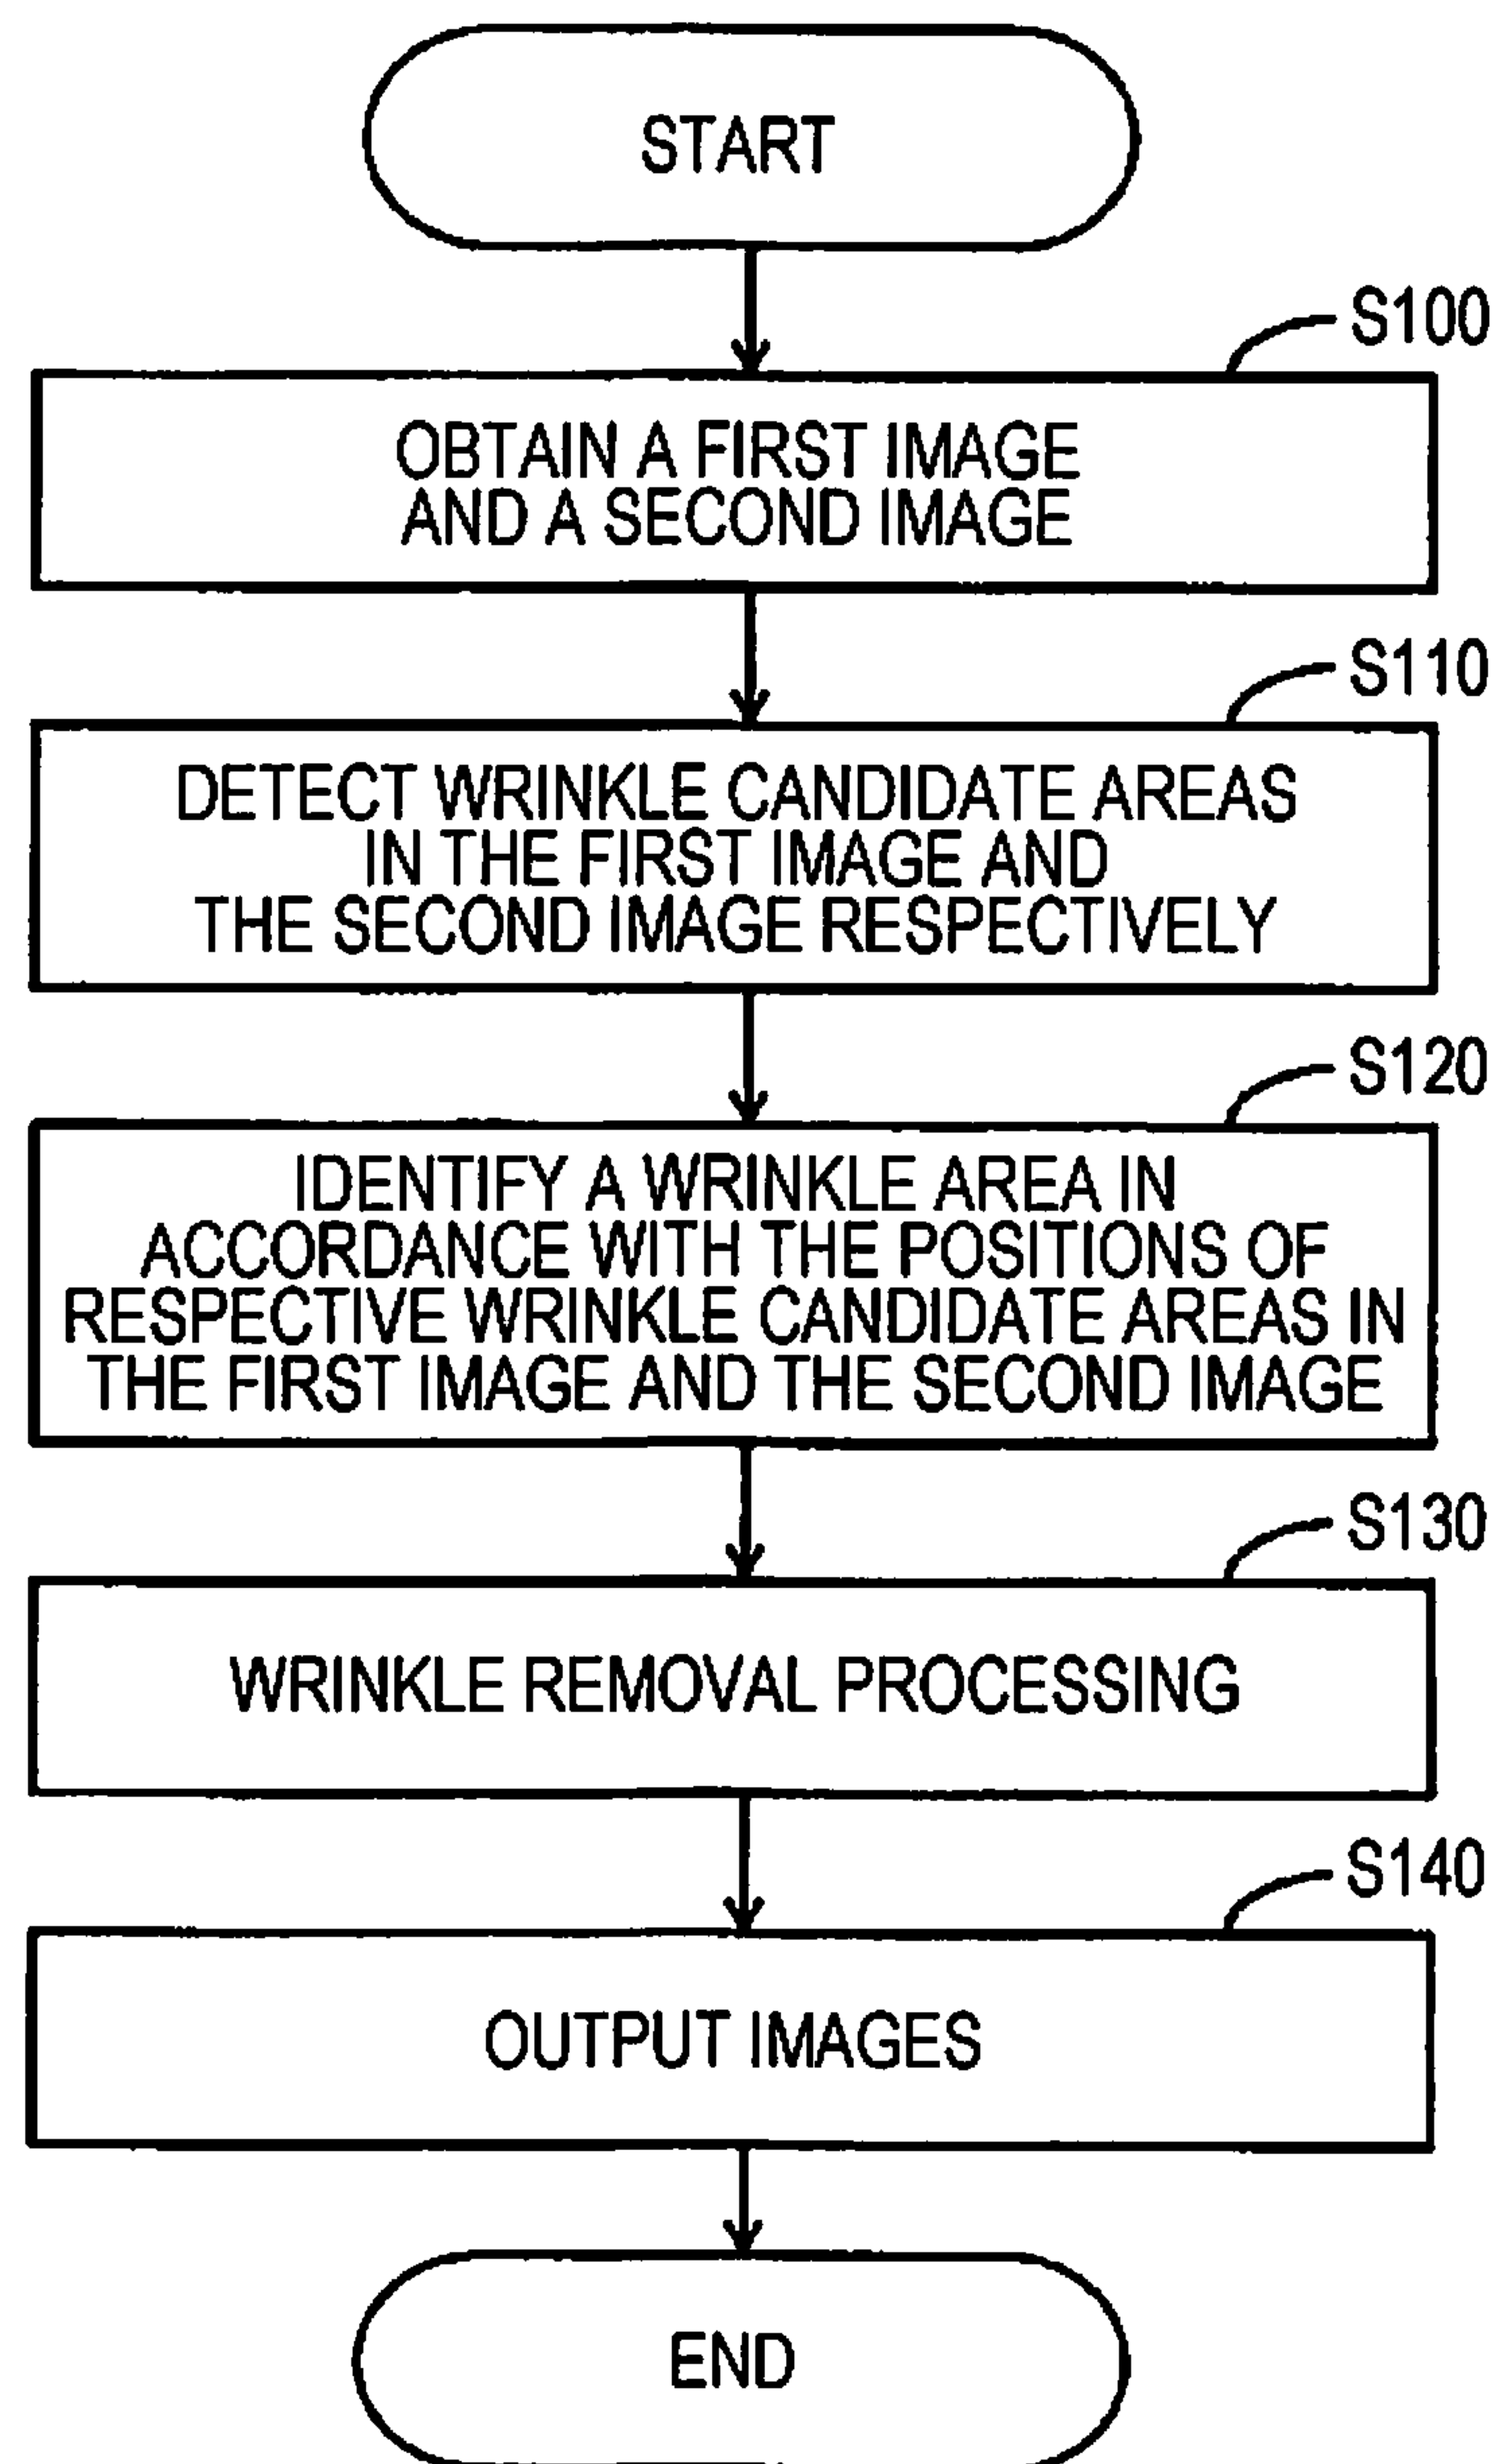 START
S100
OBTAIN A FIRST IMAGE
AND A SECOND IMAGE
S110
DETECT WRINKLE CANDIDATE AREAS
IN THE FIRST IMAGE AND
THE SECOND IMAGE RESPECTIVELY
S120
IDENTIFY A WRINKLE AREA IN
ACCORDANCE WITH THE POSITIONS OF
RESPECTIVE WRINKLE CANDIDATE AREAS IN
THE FIRST IMAGE AND THE SECOND IMAGE
S130
WRINKLE REMOVAL PROCESSING
S140
OUTPUT IMAGES
END